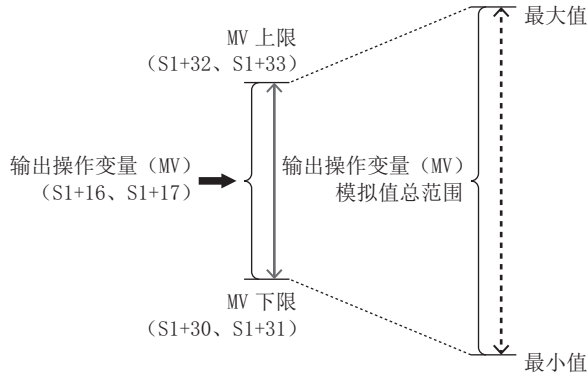 最大值
MV 上限
(S1+32、S1+33)
输出操作变量(MV)
(S1+16、S1+17)
输出操作变量(MV)
模拟值总范围
MV 下限
(S1+30、S1+31)
最小值